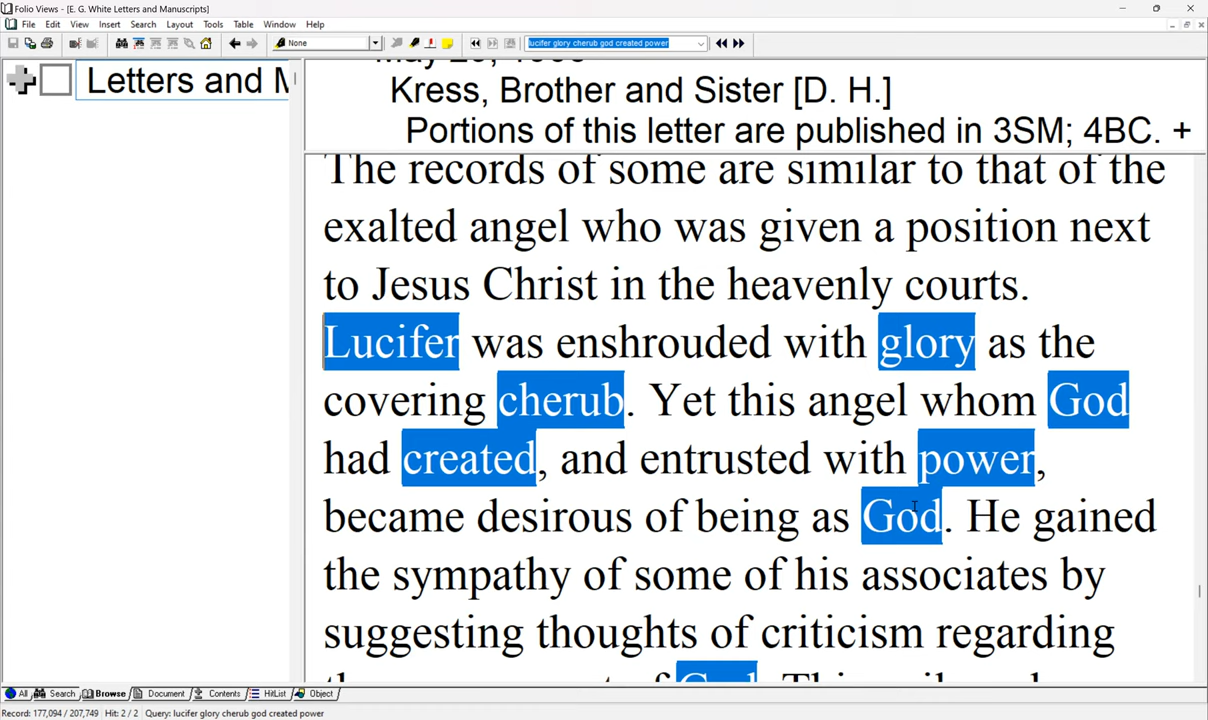 Folio Views - [E. G. White Letters and Manuscripts]
File Edit View Insert Search Layout Tools Table Window Help
None
lucifer glory cherub god created power
Letters and M
Kress, Brother and Sister [D. H.]
Portions of this letter are published in 3SM; 4BC. +
The records of some are similar to that of the
exalted angel who was given a position next
to Jesus Christ in the heavenly courts.
Lucifer was enshrouded with glory as the
covering cherub. Yet this angel whom God
had created, and entrusted with power,
became desirous of being as God. He gained
the sympathy of some of his associates by
suggesting thoughts of criticism regarding
All Search Browse Document Contents HitList Object
Record: 177,094 / 207,749 Hit: 2 / 2 Query: lucifer glory cherub god created power